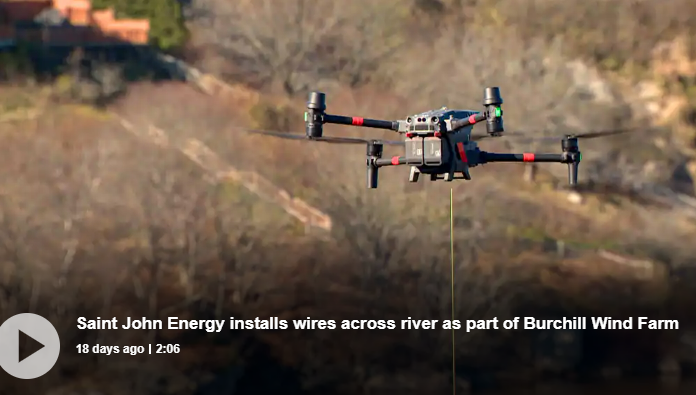 Saint John Energy installs wires across river as part of Burchill Wind Farm
18 days ago | 2:06